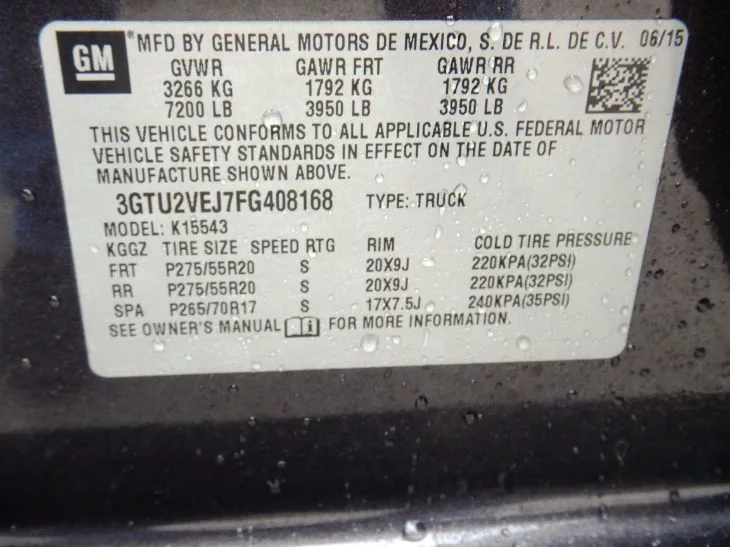 GM
*MFD BY GENERAL MOTORS DE MEXICO, S. DE R.L. DE C.V. 06/15
GVWR GAWR FRT GAWR RR
3266 KG 1792 KG 1792 KG
7200 LB 3950 LB 3950 LB
THIS VEHICLE CONFORMS TO ALL APPLICABLE U.S. FEDERAL MOTOR
VEHICLE SAFETY STANDARDS IN EFFECT ON THE DATE OF
MANUFACTURE SHOWN ABOVE.
3GTU2VEJ7FG408168 TYPE: TRUCK
MODEL: K15543
KGGZ TIRE SIZE SPEED RTG RIM COLD TIRE PRESSURE
FRT P275/55R20 S 20X9J 220KPA(32PSI)
RR P275/55R20 S 20X9J 220KPA(32PSI)
SPA P265/70R17 S 17X7.5J 240KPA(35PSI)
SEE OWNER'S MANUAL i FOR MORE INFORMATION.